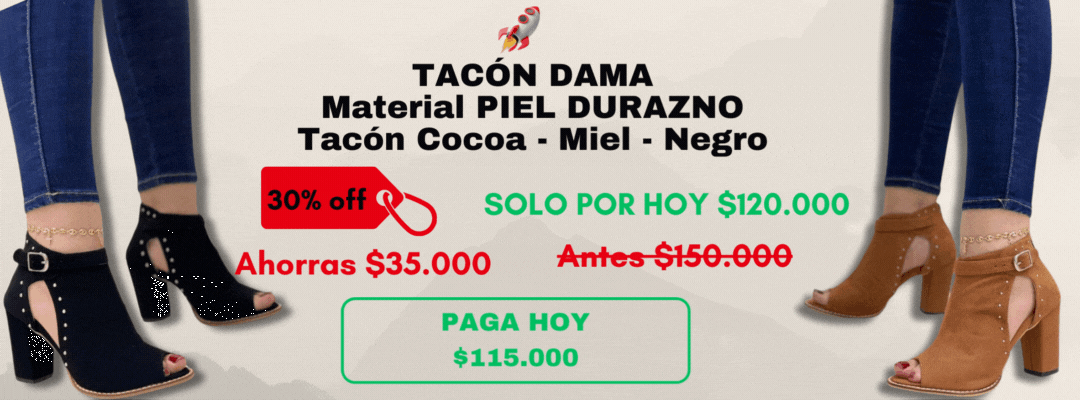 TACÓN DAMA
Material PIEL DURAZNO
Tacón Cocoa - Miel - Negro
30% off
SOLO POR HOY $120.000
Ahorras $35.000
Antes $150.000
PAGA HOY
$115.000